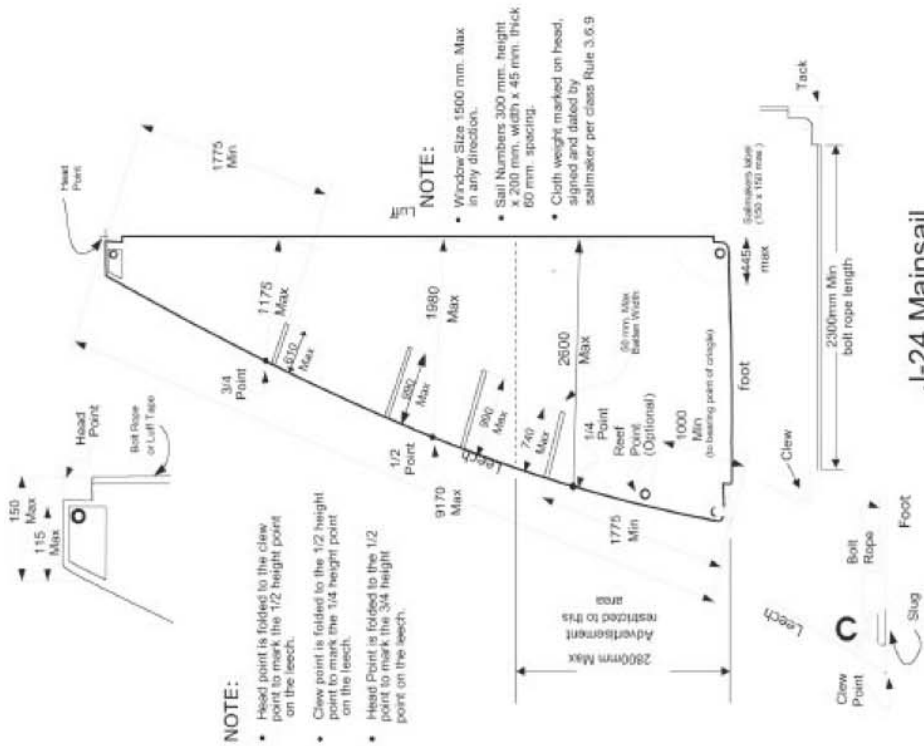 150
Max
115
Max
Head
Point
Bolt Rope
or Luff Tape
Head
Point
1775
Min
Luff
NOTE:
• Head point is folded to the clew
point to mark the 1/2 height point
on the leech.
• Clew point is folded to the 1/2 height
point to mark the 1/4 height point
on the leech.
• Head Point is folded to the 1/2
point to mark the 3/4 height
point on the leech.
3/4
Point
1175
Max
610
Max
1/2
Point
1980
Max
990
Max
Leech
9170
Max
740
Max
2600
Max
50 mm. Max
Batten Width
1/4
Point
Reef
Point
(Optional)
1000
Min
(to bearing point of cringle)
1775
Min
2800mm Max
Advertisement
restricted to this
area
foot
445
max
NOTE:
• Window Size 1500 mm. Max
in any direction.
• Sail Numbers 300 mm. height
x 200 mm. width x 45 mm. thick
60 mm. spacing.
• Cloth weight marked on head,
signed and dated by
sailmaker per class Rule 3.6.9
Sailmakers label
(150 x 150 max)
Tack
Clew
2300mm Min
bolt rope length
Leech
Clew
Point
C
Bolt
Rope
Slug
Foot
J-24 Mainsail